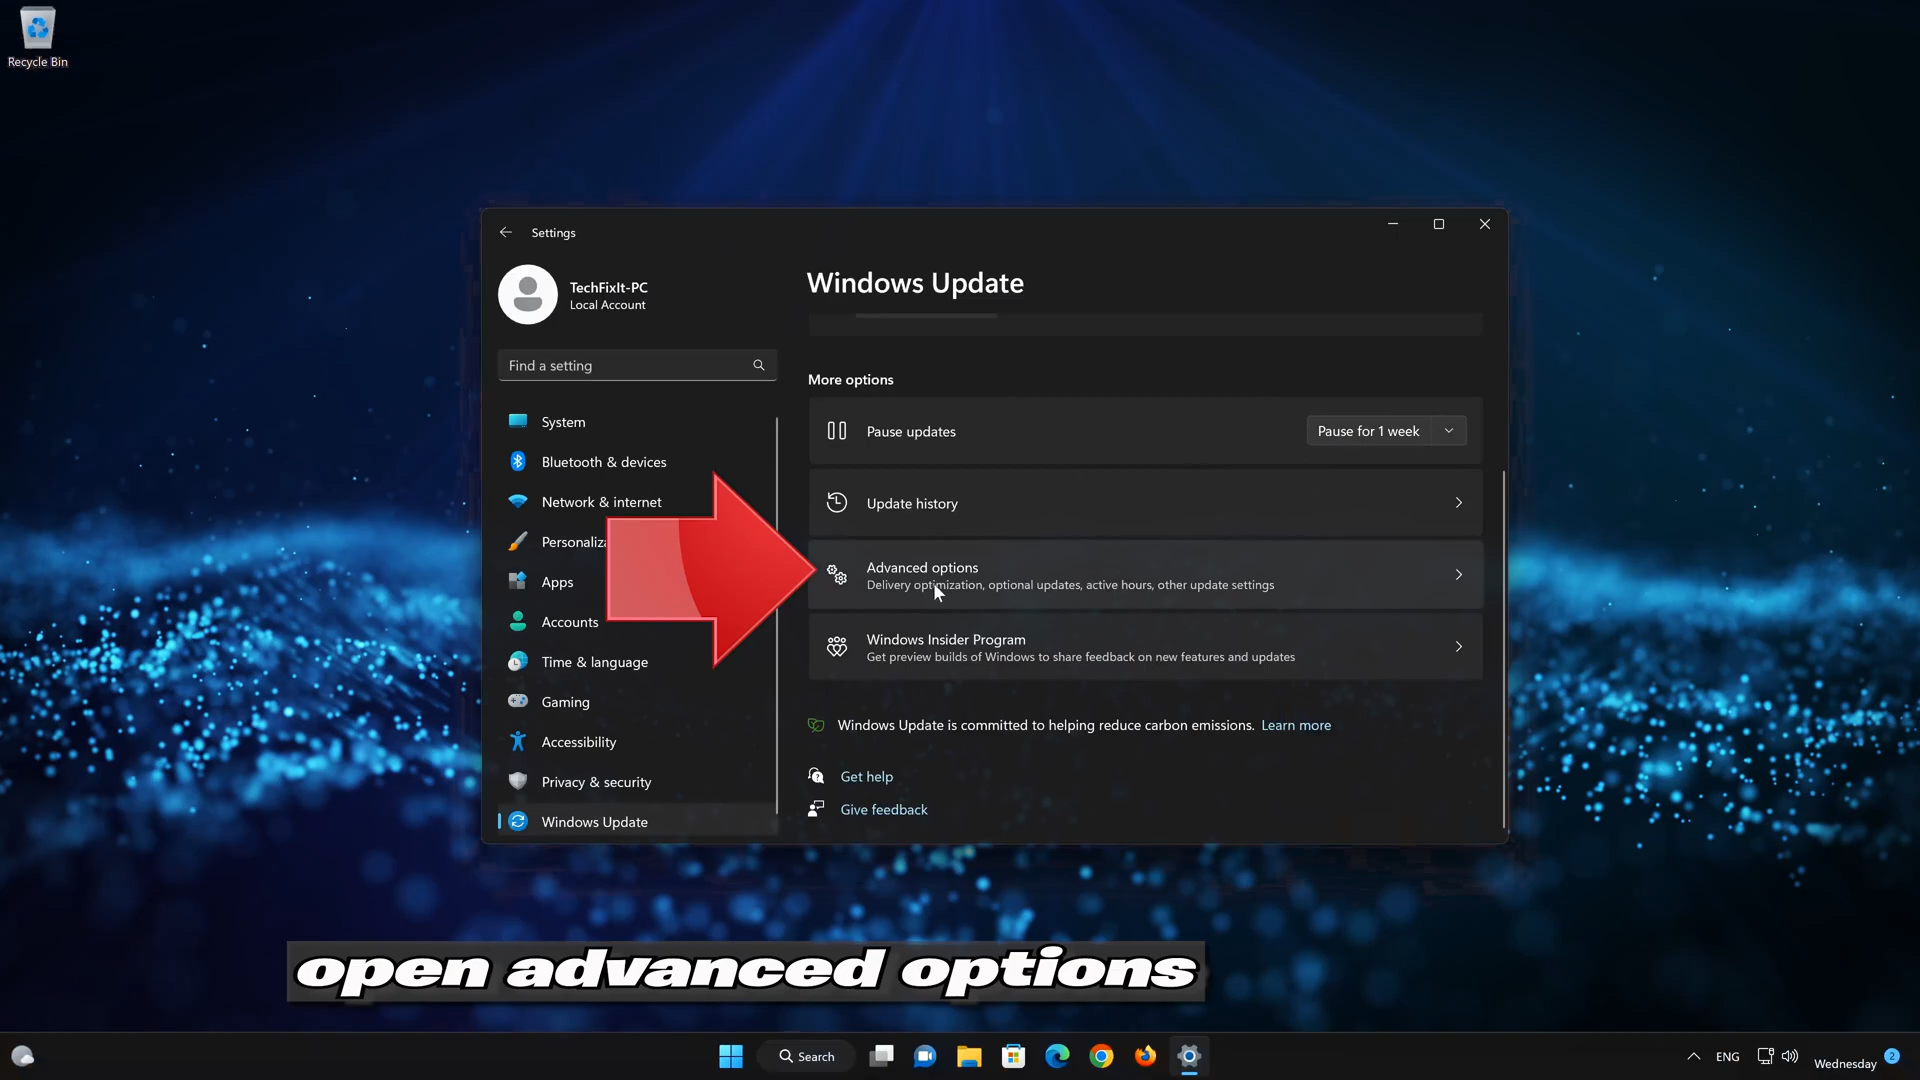 Recycle Bin
Settings
TechFixIt-PC
Local Account
Find a setting
System
Bluetooth & devices
Network & internet
Personaliza
Apps
Accounts
Time & language
Gaming
Accessibility
Privacy & security
Windows Update
Windows Update
More options
Pause updates
Pause for 1 week
Update history
Advanced options
Delivery optimization, optional updates, active hours, other update settings
Windows Insider Program
Get preview builds of Windows to share feedback on new features and updates
Windows Update is committed to helping reduce carbon emissions. Learn more
Get help
Give feedback
open advanced options
Search
ENG
Wednesday
2